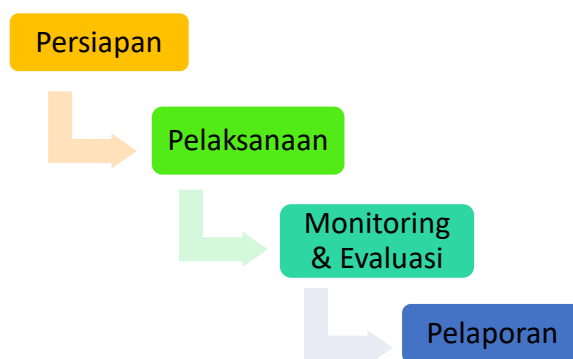 Persiapan
Pelaksanaan
Monitoring
& Evaluasi
Pelaporan